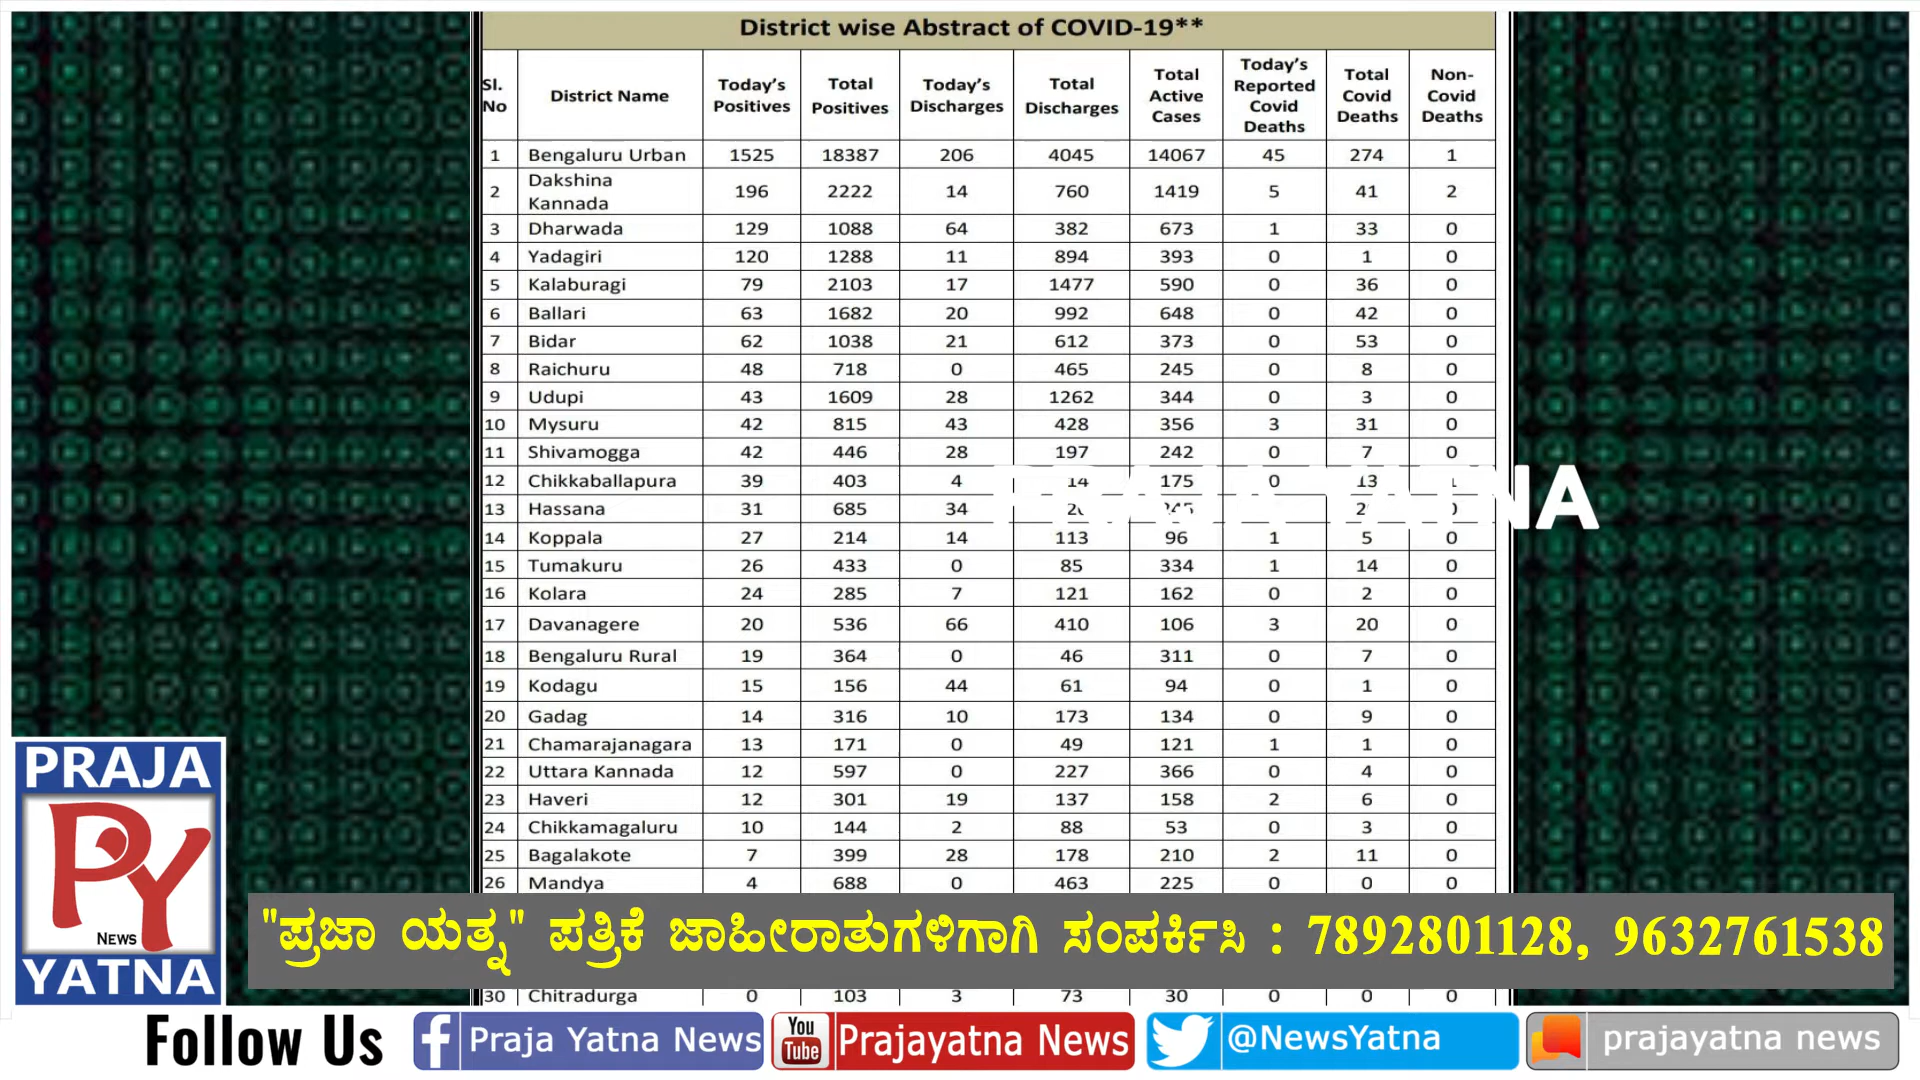 District wise Abstract of COVID-19**
Sl. No District Name Today's Positives Total Positives Today's Discharges Total Discharges Total Active Cases Today's Reported Covid Deaths Total Covid Deaths Non-Covid Deaths
1 Bengaluru Urban 1525 18387 206 4045 14067 45 274 1
2 Dakshina Kannada 196 2222 14 760 1419 5 41 2
3 Dharwada 129 1088 64 382 673 1 33 0
4 Yadagiri 120 1288 11 894 393 0 1 0
5 Kalaburagi 79 2103 17 1477 590 0 36 0
6 Ballari 63 1682 20 992 648 0 42 0
7 Bidar 62 1038 21 612 373 0 53 0
8 Raichuru 48 718 0 465 245 0 8 0
9 Udupi 43 1609 28 1262 344 0 3 0
10 Mysuru 42 815 43 428 356 3 31 0
11 Shivamogga 42 446 28 197 242 0 7 0
12 Chikkaballapura 39 403 4 175 0 13
13 Hassana 31 685 34
PRAJA YATNA
14 Koppala 27 214 14 113 96 1 5 0
15 Tumakuru 26 433 0 85 334 1 14 0
16 Kolara 24 285 7 121 162 0 2 0
17 Davanagere 20 536 66 410 106 3 20 0
18 Bengaluru Rural 19 364 0 46 311 0 7 0
19 Kodagu 15 156 44 61 94 0 1 0
20 Gadag 14 316 10 173 134 0 9 0
21 Chamarajanagara 13 171 0 49 121 1 1 0
22 Uttara Kannada 12 597 0 227 366 0 4 0
23 Haveri 12 301 19 137 158 2 6 0
24 Chikkamagaluru 10 144 2 88 53 0 3 0
25 Bagalakote 7 399 28 178 210 2 11 0
26 Mandya 4 688 0 463 225 0 0 0
30 Chitradurga 0 103 3 73 30 0 0 0
PRAJA
PY
NEWS
YATNA
"ಪ್ರಜಾ ಯತ್ನ" ಪತ್ರಿಕೆ ಜಾಹೀರಾತುಗಳಿಗಾಗಿ ಸಂಪರ್ಕಿಸಿ : 7892801128, 9632761538
Follow Us f Praja Yatna News You Tube Prajayatna News @NewsYatna prajayatna news